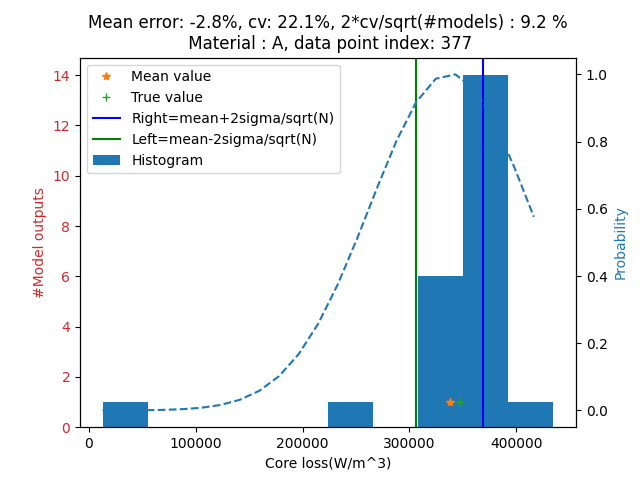 Mean error: -2.8%, cv: 22.1%, 2*cv/sqrt(#models) : 9.2 %
Material : A, data point index: 377
Mean value
True value
Right=mean+2sigma/sqrt(N)
Left=mean-2sigma/sqrt(N)
Histogram
14
12
10
8
6
4
2
0
#Model outputs
1.0
0.8
0.6
0.4
0.2
0.0
Probability
0
100000
200000
300000
400000
Core loss(W/m^3)